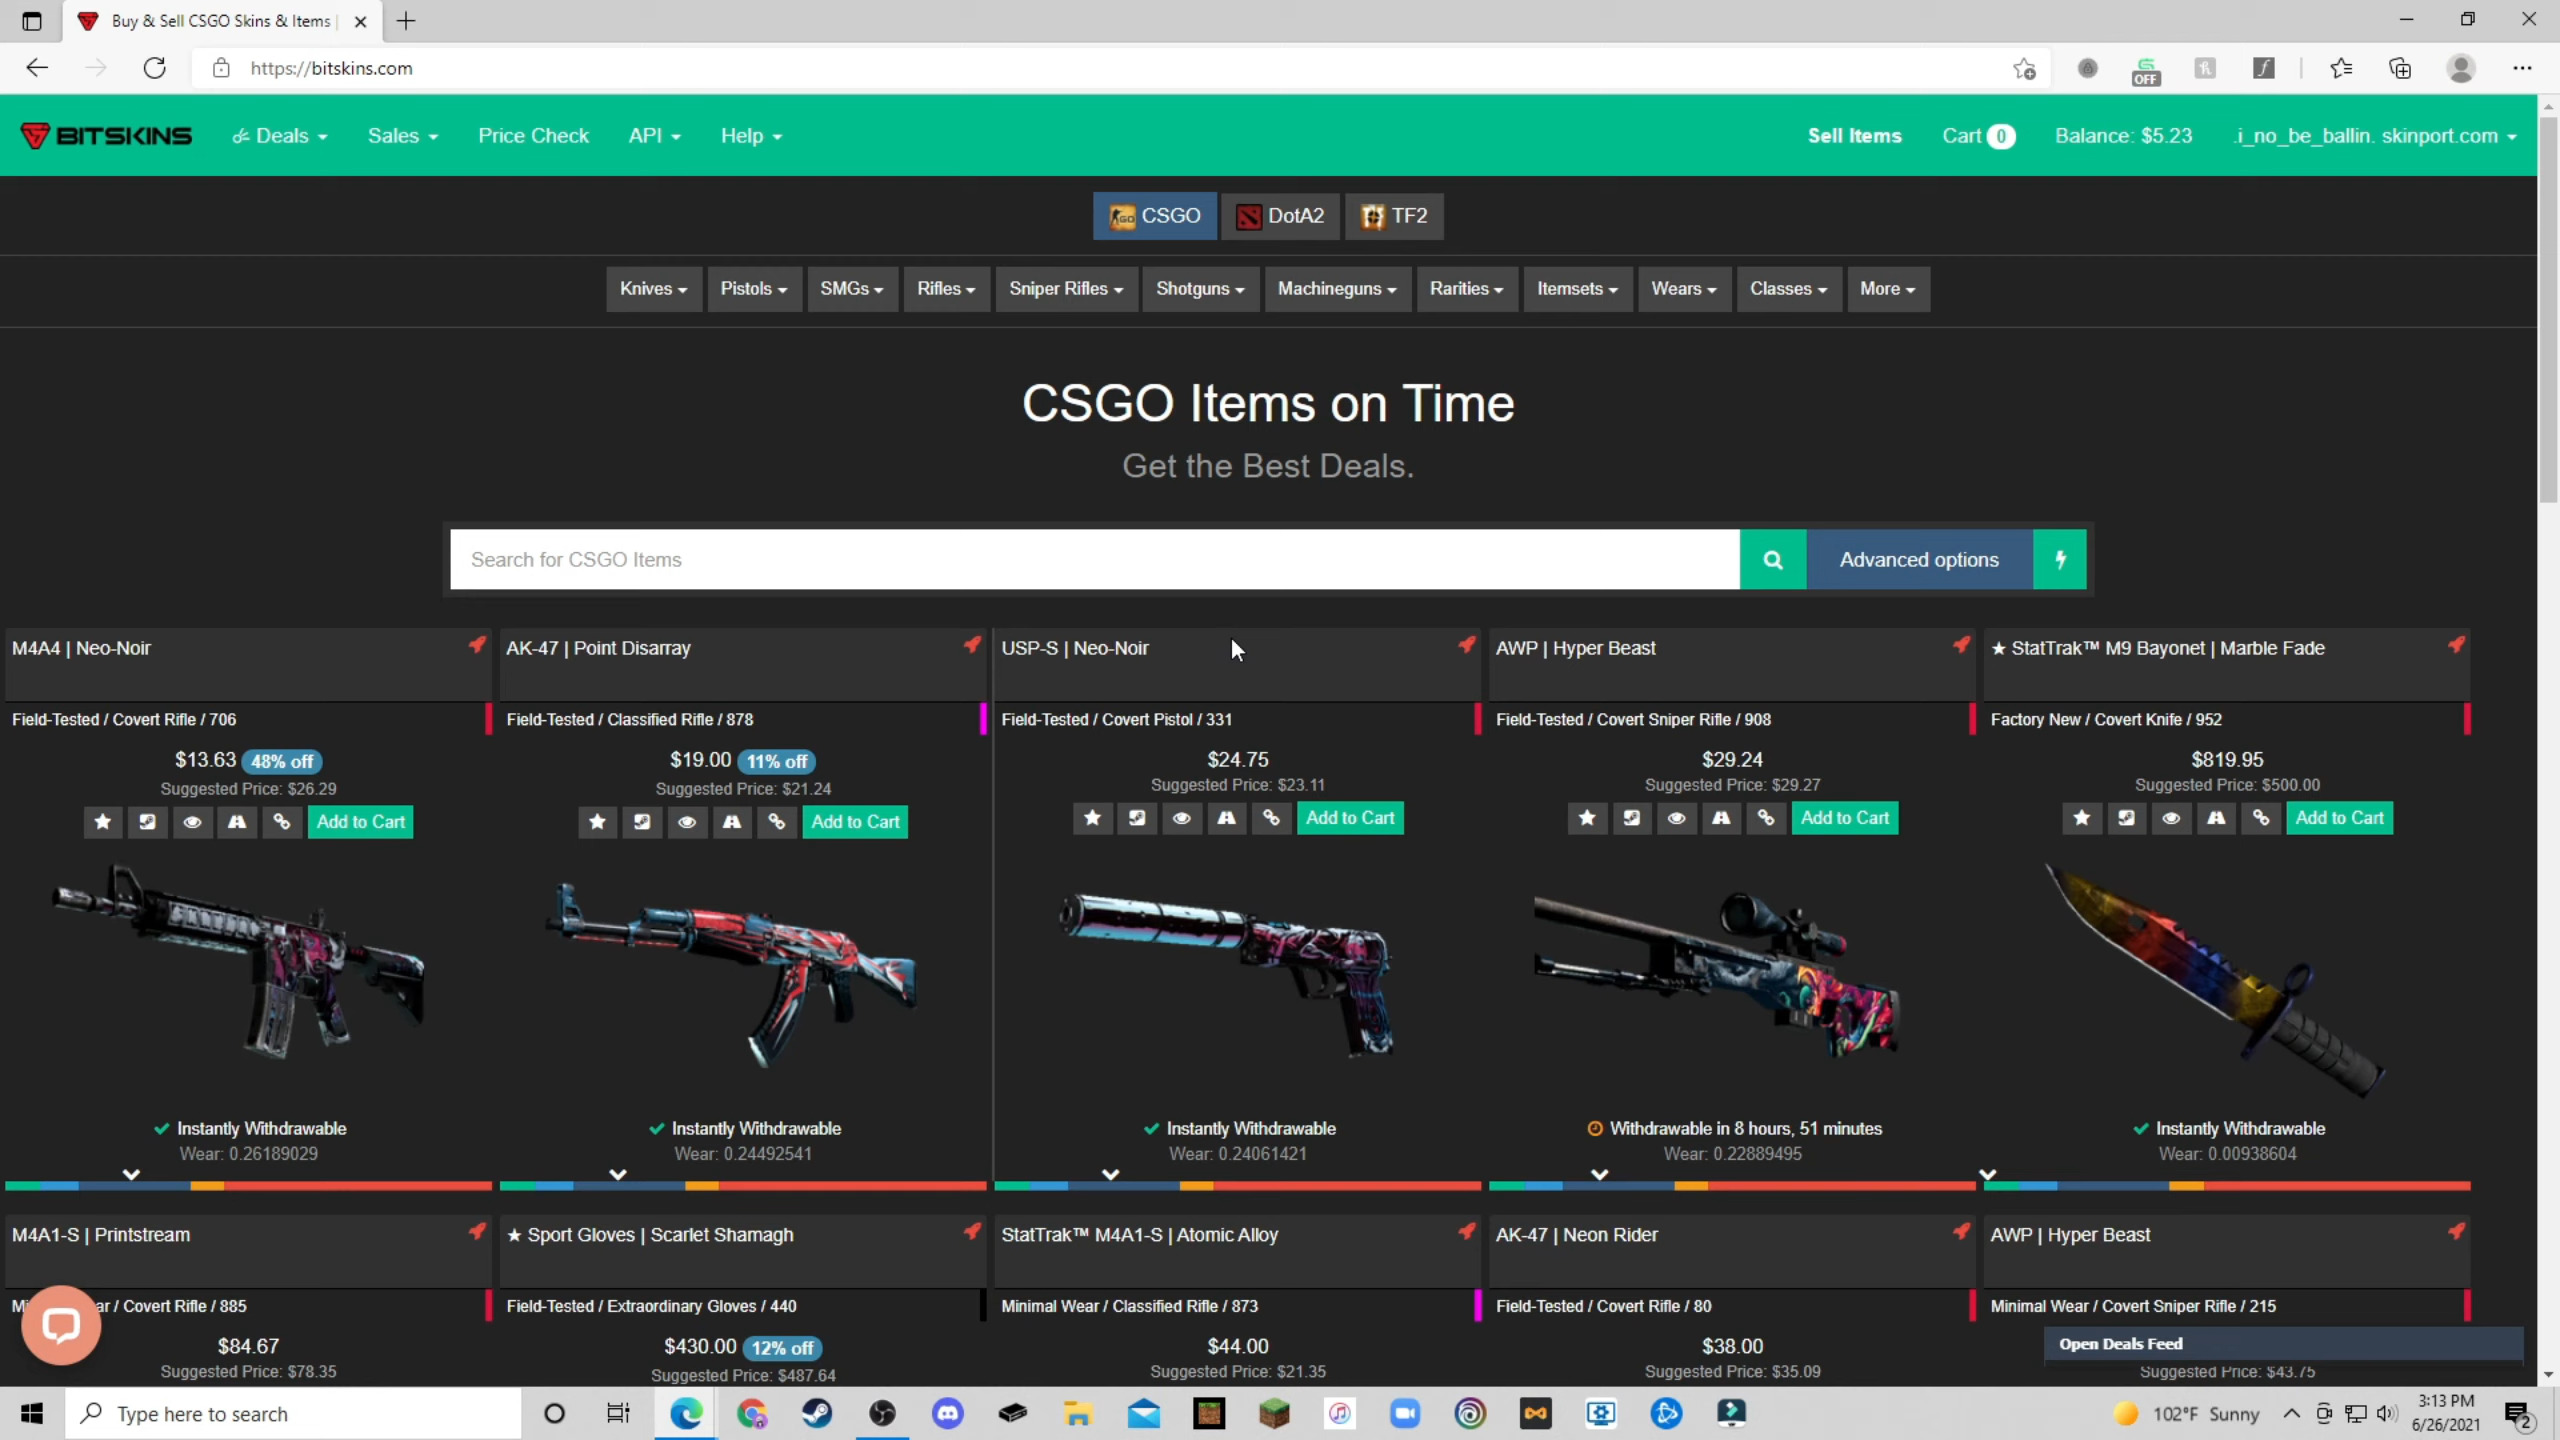 Buy & Sell CSGO Skins & Items |
https://bitskins.com
OFF
BITSKINS Deals Sales Price Check API Help Sell Items Cart 0 Balance: $5.23 .i_no_be_ballin. skinport.com
CSGO DotA2 TF2
Knives Pistols SMGs Rifles Sniper Rifles Shotguns Machineguns Rarities Itemsets Wears Classes More
CSGO Items on Time
Get the Best Deals.
Search for CSGO Items Advanced options
M4A4 | Neo-Noir AK-47 | Point Disarray USP-S | Neo-Noir AWP | Hyper Beast ★ StatTrak™ M9 Bayonet | Marble Fade
Field-Tested / Covert Rifle / 706 Field-Tested / Classified Rifle / 878 Field-Tested / Covert Pistol / 331 Field-Tested / Covert Sniper Rifle / 908 Factory New / Covert Knife / 952
$13.63 48% off $19.00 11% off $24.75 $29.24 $819.95
Suggested Price: $26.29 Suggested Price: $21.24 Suggested Price: $23.11 Suggested Price: $29.27 Suggested Price: $500.00
Add to Cart Add to Cart Add to Cart Add to Cart Add to Cart
Instantly Withdrawable Instantly Withdrawable Instantly Withdrawable Withdrawable in 8 hours, 51 minutes Instantly Withdrawable
Wear: 0.26189029 Wear: 0.24492541 Wear: 0.24061421 Wear: 0.22889495 Wear: 0.00938604
M4A1-S | Printstream ★ Sport Gloves | Scarlet Shamagh StatTrak™ M4A1-S | Atomic Alloy AK-47 | Neon Rider AWP | Hyper Beast
ar / Covert Rifle / 885 Field-Tested / Extraordinary Gloves / 440 Minimal Wear / Classified Rifle / 873 Field-Tested / Covert Rifle / 80 Minimal Wear / Covert Sniper Rifle / 215
$84.67 $430.00 12% off $44.00 $38.00 Open Deals Feed
Suggested Price: $78.35 Suggested Price: $487.64 Suggested Price: $21.35 Suggested Price: $35.09 Suggested Price: $43.75
Type here to search 102°F Sunny 3:13 PM
6/26/2021 2